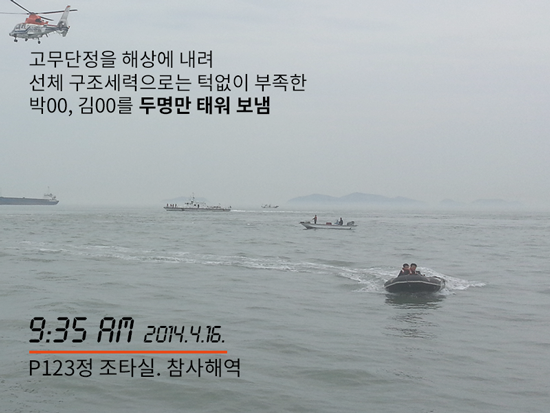 고무단정을 해상에 내려
선체 구조세력으로는 턱없이 부족한
박00, 김00를 두명만 태워 보냄
9:35 AM 2014.4.16.
P123정 조타실. 참사해역